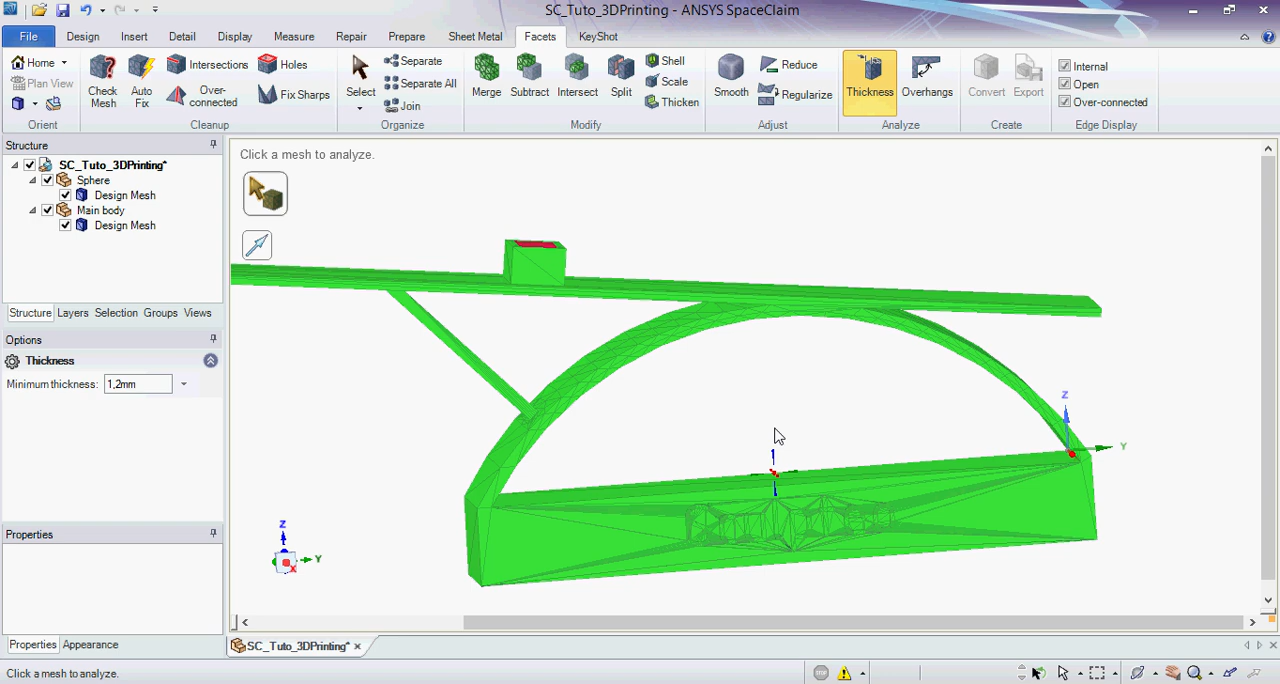 SC_Tuto_3DPrinting - ANSYS SpaceClaim
File Design Insert Detail Display Measure Repair Prepare Sheet Metal Facets KeyShot
Home
Plan View
Orient
Check Mesh
Auto Fix
Intersections
Over-connected
Holes
Fix Sharps
Cleanup
Select
Separate
Separate All
Join
Organize
Merge
Subtract
Intersect
Split
Shell
Scale
Thicken
Modify
Smooth
Reduce
Regularize
Adjust
Thickness
Overhangs
Analyze
Convert
Export
Create
Internal
Open
Over-connected
Edge Display
Structure
SC_Tuto_3DPrinting*
Sphere
Design Mesh
Main body
Design Mesh
Structure Layers Selection Groups Views
Options
Thickness
Minimum thickness: 1,2mm
Properties
Properties Appearance
Click a mesh to analyze.
Z
Y
Z
Y
X
SC_Tuto_3DPrinting*
Click a mesh to analyze.